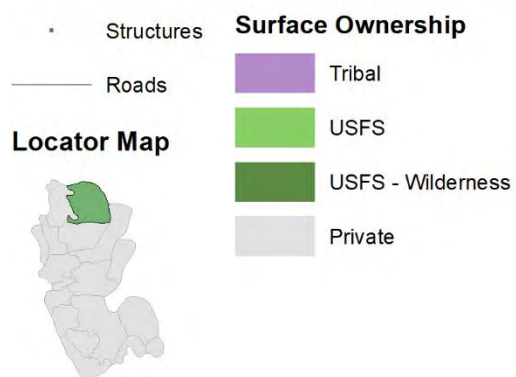 Structures
Roads
Locator Map
Surface Ownership
Tribal
USFS
USFS - Wilderness
Private